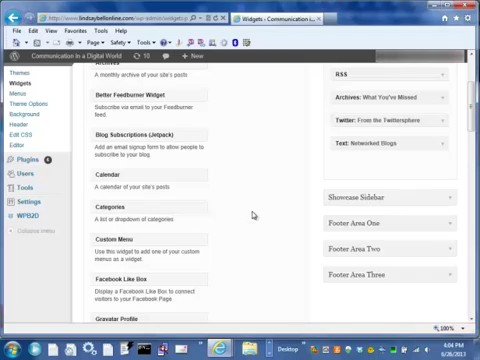 http://www.lindsaybellonline.com/wp-admin/widgets.p
Widgets ‹ Communication in ...
File Edit View Favorites Tools Help
Page Safety Tools
Communication in a Digital World 10 + New
Themes
Widgets
Menus
Theme Options
Background
Header
Edit CSS
Editor
Plugins
Users
Tools
Settings
WPB2D
Collapse menu
Archives
A monthly archive of your site's posts
Better Feedburner Widget
Subscribe via email to your Feedburner
feed
Blog Subscriptions (Jetpack)
Add an email signup form to allow people to
subscribe to your blog.
Calendar
A calendar of your site's posts
Categories
A list or dropdown of categories
Custom Menu
Use this widget to add one of your custom
menus as a widget.
Facebook Like Box
Display a Facebook Like Box to connect
visitors to your Facebook Page
Gravatar Profile
RSS
Archives: What You've Missed
Twitter: From the Twittersphere
Text: Networked Blogs
Showcase Sidebar
Footer Area One
Footer Area Two
Footer Area Three
100%
Desktop
4:04 PM
6/26/2013